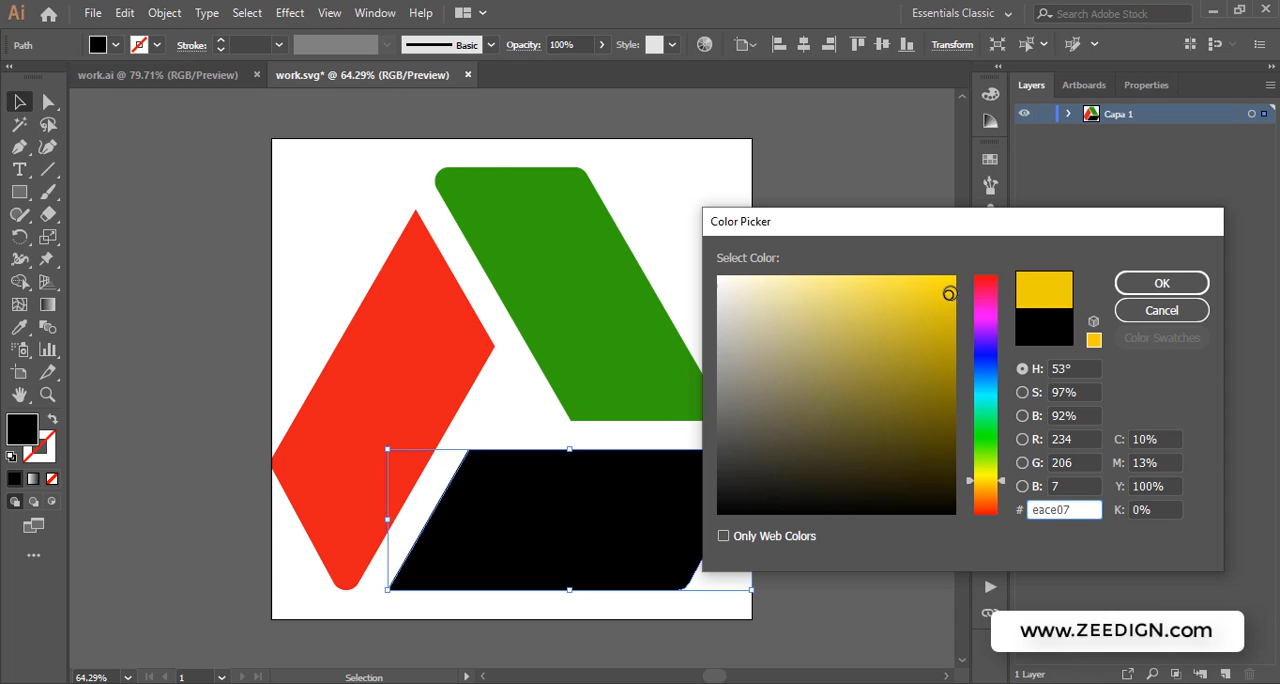 Ai File Edit Object Type Select Effect View Window Help Essentials Classic Search Adobe Stock
Path Stroke: Basic Opacity: 100% Style: Transform
work.ai @ 79.71% (RGB/Preview) × work.svg* @ 64.29% (RGB/Preview) ×
Layers Artboards Properties
Capa 1
Color Picker
Select Color:
OK
Cancel
Color Swatches
H: 53°
S: 97%
B: 92%
R: 234 C: 10%
G: 206 M: 13%
B: 7 Y: 100%
# eace07 K: 0%
Only Web Colors
www.ZEEDIGN.com
64.29% 1 Selection 1 Layer